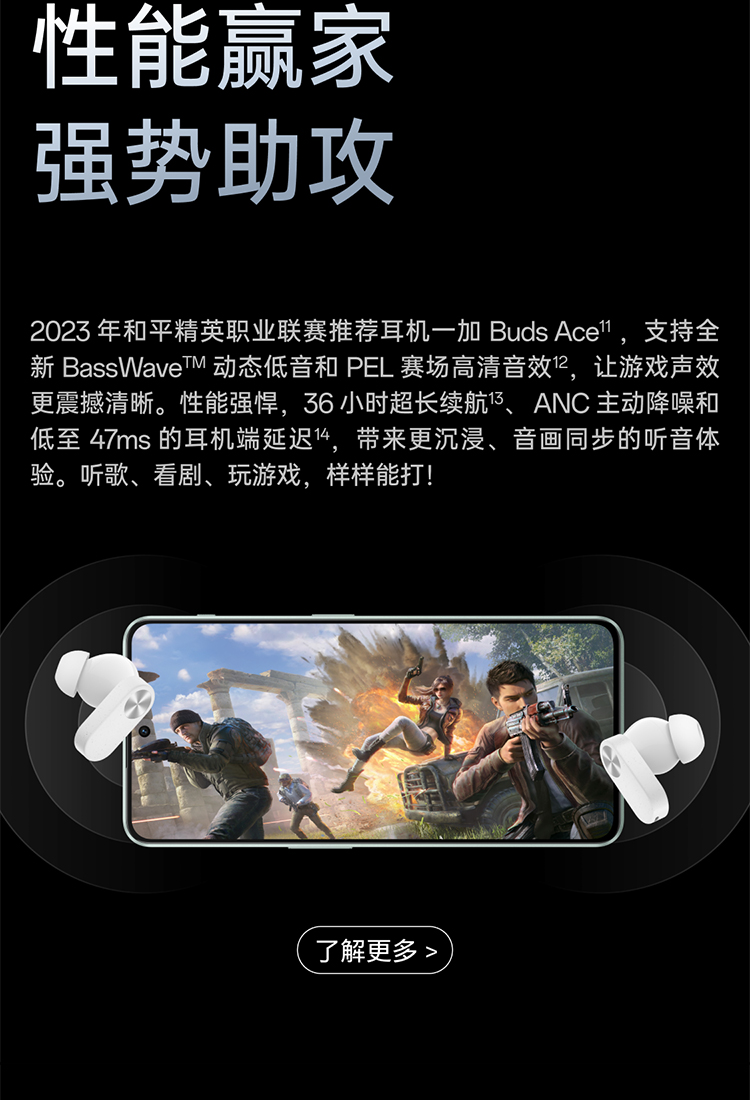 性能赢家
强势助攻
2023 年和平精英职业联赛推荐耳机一加 Buds Ace¹¹ ，支持全
新 BassWave™ 动态低音和 PEL 赛场高清音效¹²，让游戏声效
更震撼清晰。性能强悍，36 小时超长续航¹³、 ANC 主动降噪和
低至 47ms 的耳机端延迟¹⁴，带来更沉浸、音画同步的听音体
验。听歌、看剧、玩游戏，样样能打！
了解更多 >